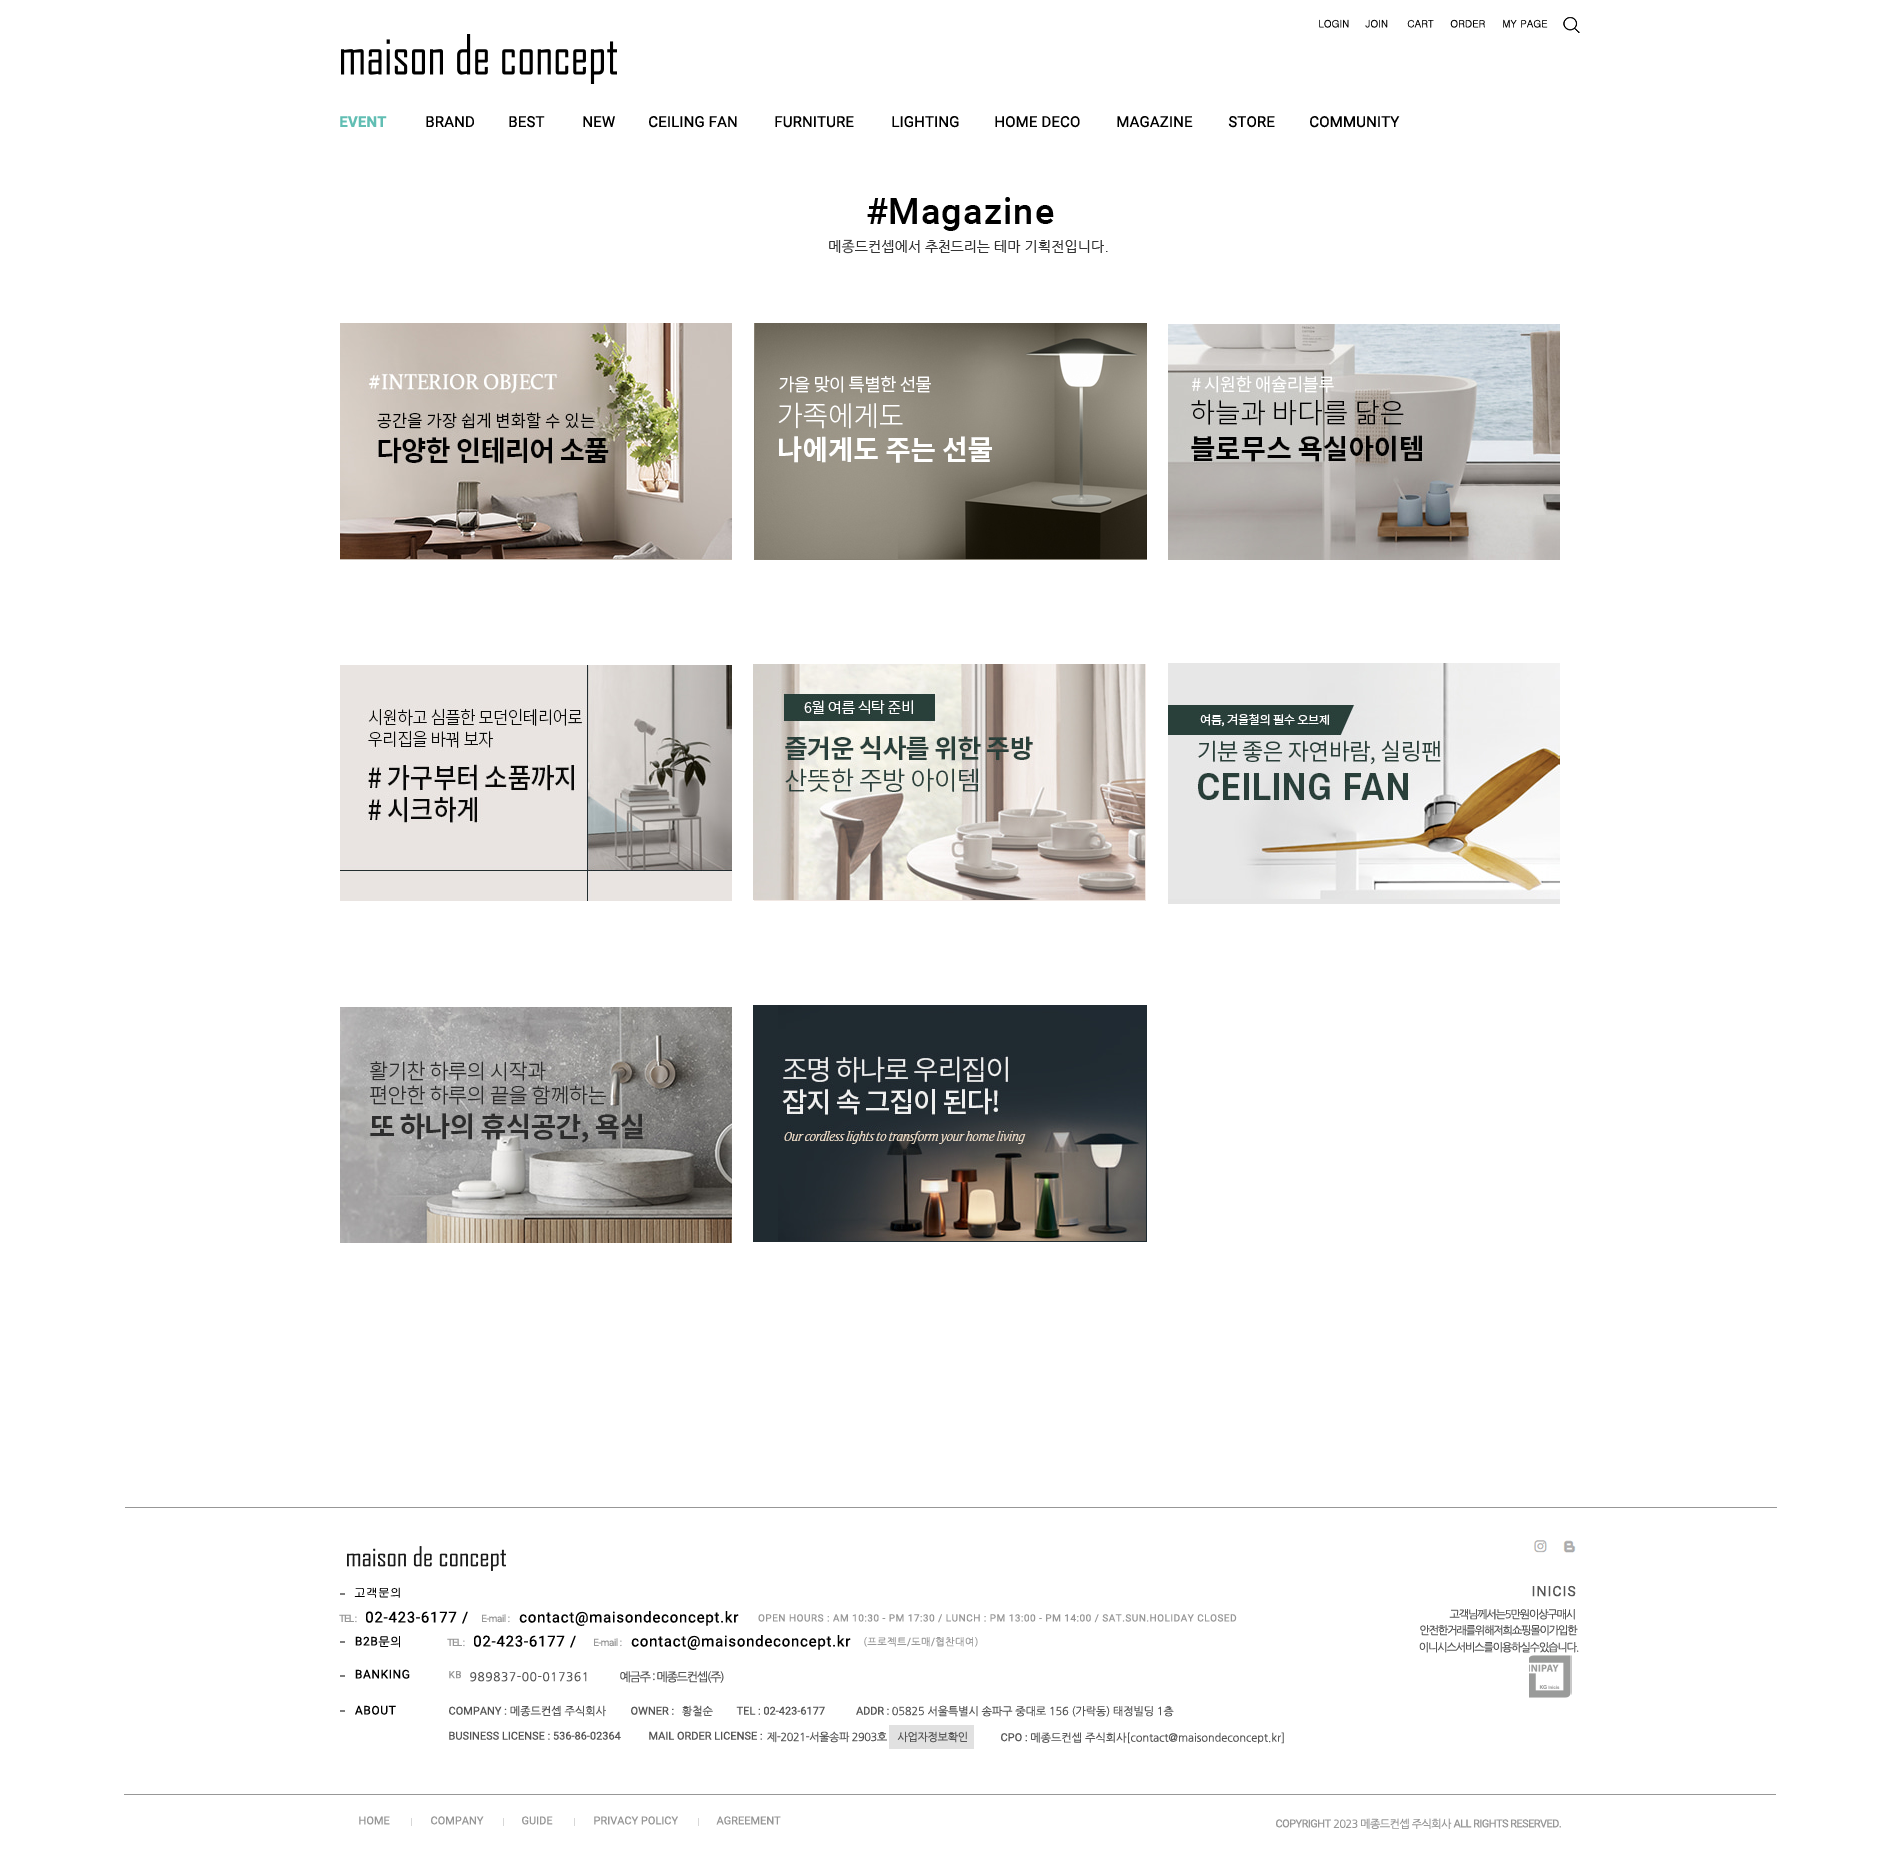 LOGIN JOIN CART ORDER MY PAGE
maison de concept
EVENT BRAND BEST NEW CEILING FAN FURNITURE LIGHTING HOME DECO MAGAZINE STORE COMMUNITY
#Magazine
메종드컨셉에서 추천드리는 테마 기획전입니다.
#INTERIOR OBJECT
공간을 가장 쉽게 변화할 수 있는
다양한 인테리어 소품
가을 맞이 특별한 선물
가족에게도
나에게도 주는 선물
# 시원한 애슐리블루
하늘과 바다를 닮은
블로무스 욕실아이템
시원하고 심플한 모던인테리어로
우리집을 바꿔 보자
# 가구부터 소품까지
# 시크하게
6월 여름 식탁 준비
즐거운 식사를 위한 주방
산뜻한 주방 아이템
여름, 겨울철의 필수 오브제
기분 좋은 자연바람, 실링팬
CEILING FAN
활기찬 하루의 시작과
편안한 하루의 끝을 함께하는
또 하나의 휴식공간, 욕실
조명 하나로 우리집이
잡지 속 그집이 된다!
Our cordless lights to transform your home living
maison de concept
- 고객문의
TEL : 02-423-6177 / E-mail : contact@maisondeconcept.kr OPEN HOURS : AM 10:30 - PM 17:30 / LUNCH : PM 13:00 - PM 14:00 / SAT.SUN.HOLIDAY CLOSED
- B2B문의 TEL : 02-423-6177 / E-mail : contact@maisondeconcept.kr (프로젝트/도매/협찬대여)
- BANKING KB 989837-00-017361 예금주 : 메종드컨셉(주)
- ABOUT COMPANY : 메종드컨셉 주식회사 OWNER : 황철순 TEL : 02-423-6177 ADDR : 05825 서울특별시 송파구 중대로 156 (가락동) 태정빌딩 1층
BUSINESS LICENSE : 536-86-02364 MAIL ORDER LICENSE : 제-2021-서울송파 2903호 사업자정보확인 CPO : 메종드컨셉 주식회사[contact@maisondeconcept.kr]
INICIS
고객님께서는5만원이상구매시
안전한거래를위해저희쇼핑몰이가입한
이니시스서비스를이용하실수있습니다.
INIPAY
KG Inicis
HOME COMPANY GUIDE PRIVACY POLICY AGREEMENT
COPYRIGHT 2023 메종드컨셉 주식회사 ALL RIGHTS RESERVED.